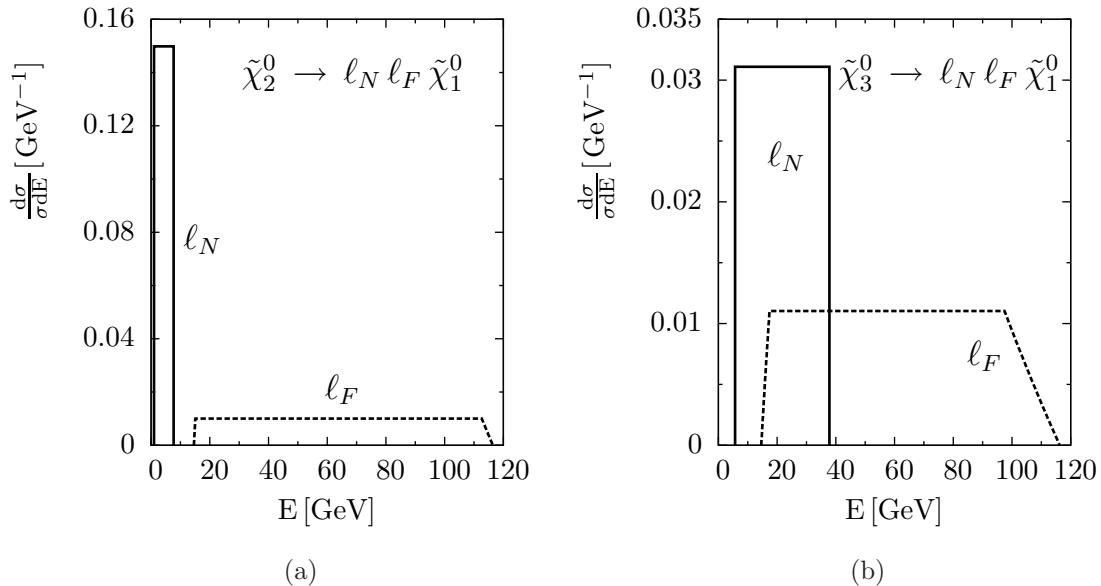 0.16
0.12
0.08
0.04
0
dσ/σdE [GeV⁻¹]
χ̃⁰₂ → ℓ_N ℓ_F χ̃⁰₁
ℓ_N
ℓ_F
0 20 40 60 80 100 120
E [GeV]
(a)
0.035
0.03
0.02
0.01
0
dσ/σdE [GeV⁻¹]
χ̃⁰₃ → ℓ_N ℓ_F χ̃⁰₁
ℓ_N
ℓ_F
0 20 40 60 80 100 120
E [GeV]
(b)